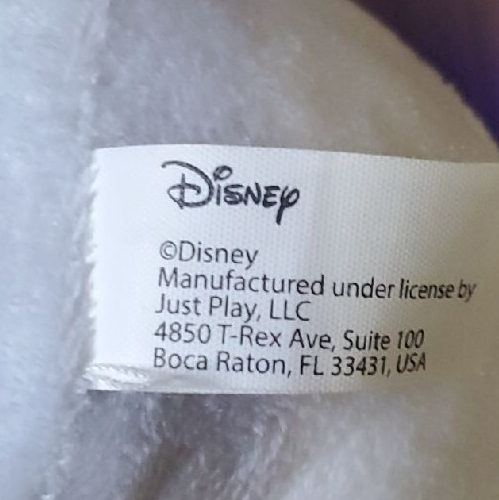 Disney
©Disney
Manufactured under license by
Just Play, LLC
4850 T-Rex Ave, Suite 100
Boca Raton, FL 33431, USA